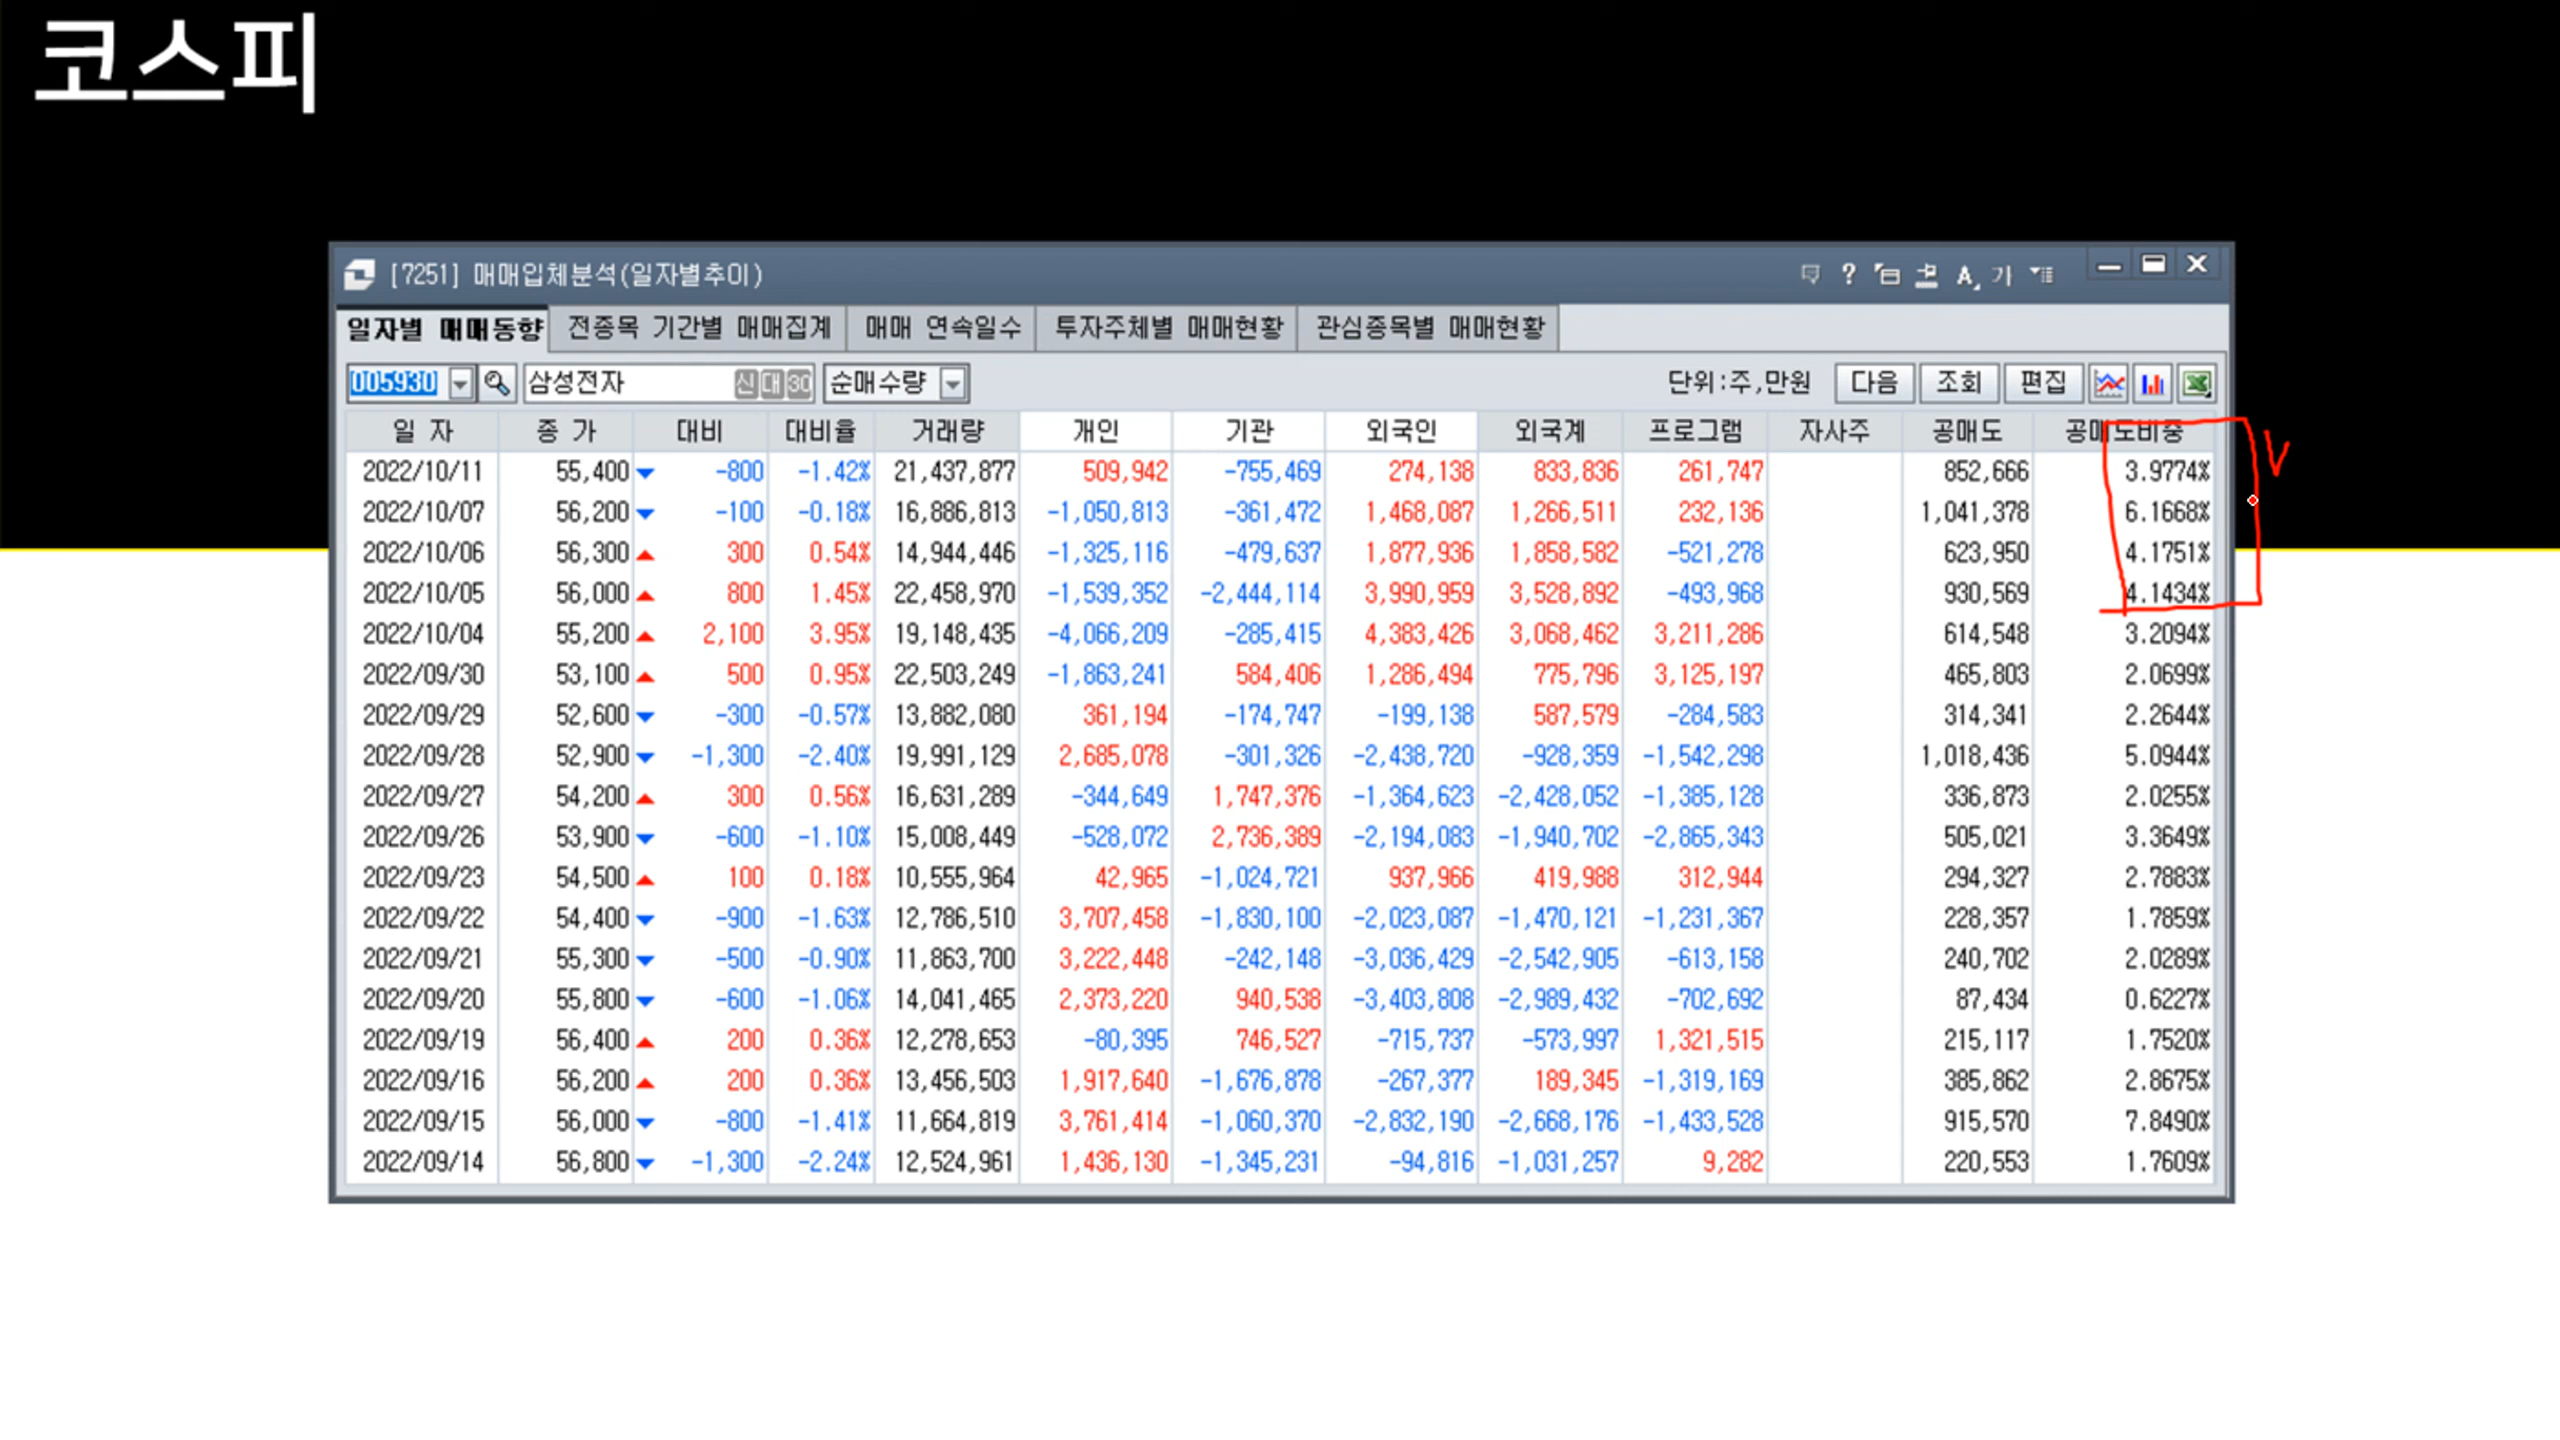 코스피
[7251] 매매입체분석(일자별추이)
? A 가
일자별 매매동향 전종목 기간별 매매집계 매매 연속일수 투자주체별 매매현황 관심종목별 매매현황
005930 삼성전자 신 대 30 순매수량 단위:주,만원 다음 조회 편집
일 자 종 가 대비 대비율 거래량 개인 기관 외국인 외국계 프로그램 자사주 공매도 공매도비중
2022/10/11 55,400 ▼ -800 -1.42% 21,437,877 509,942 -755,469 274,138 833,836 261,747 852,666 3.9774%
2022/10/07 56,200 ▼ -100 -0.18% 16,886,813 -1,050,813 -361,472 1,468,087 1,266,511 232,136 1,041,378 6.1668%
2022/10/06 56,300 ▲ 300 0.54% 14,944,446 -1,325,116 -479,637 1,877,936 1,858,582 -521,278 623,950 4.1751%
2022/10/05 56,000 ▲ 800 1.45% 22,458,970 -1,539,352 -2,444,114 3,990,959 3,528,892 -493,968 930,569 4.1434%
2022/10/04 55,200 ▲ 2,100 3.95% 19,148,435 -4,066,209 -285,415 4,383,426 3,068,462 3,211,286 614,548 3.2094%
2022/09/30 53,100 ▲ 500 0.95% 22,503,249 -1,863,241 584,406 1,286,494 775,796 3,125,197 465,803 2.0699%
2022/09/29 52,600 ▼ -300 -0.57% 13,882,080 361,194 -174,747 -199,138 587,579 -284,583 314,341 2.2644%
2022/09/28 52,900 ▼ -1,300 -2.40% 19,991,129 2,685,078 -301,326 -2,438,720 -928,359 -1,542,298 1,018,436 5.0944%
2022/09/27 54,200 ▲ 300 0.56% 16,631,289 -344,649 1,747,376 -1,364,623 -2,428,052 -1,385,128 336,873 2.0255%
2022/09/26 53,900 ▼ -600 -1.10% 15,008,449 -528,072 2,736,389 -2,194,083 -1,940,702 -2,865,343 505,021 3.3649%
2022/09/23 54,500 ▲ 100 0.18% 10,555,964 42,965 -1,024,721 937,966 419,988 312,944 294,327 2.7883%
2022/09/22 54,400 ▼ -900 -1.63% 12,786,510 3,707,458 -1,830,100 -2,023,087 -1,470,121 -1,231,367 228,357 1.7859%
2022/09/21 55,300 ▼ -500 -0.90% 11,863,700 3,222,448 -242,148 -3,036,429 -2,542,905 -613,158 240,702 2.0289%
2022/09/20 55,800 ▼ -600 -1.06% 14,041,465 2,373,220 940,538 -3,403,808 -2,989,432 -702,692 87,434 0.6227%
2022/09/19 56,400 ▲ 200 0.36% 12,278,653 -80,395 746,527 -715,737 -573,997 1,321,515 215,117 1.7520%
2022/09/16 56,200 ▲ 200 0.36% 13,456,503 1,917,640 -1,676,878 -267,377 189,345 -1,319,169 385,862 2.8675%
2022/09/15 56,000 ▼ -800 -1.41% 11,664,819 3,761,414 -1,060,370 -2,832,190 -2,668,176 -1,433,528 915,570 7.8490%
2022/09/14 56,800 ▼ -1,300 -2.24% 12,524,961 1,436,130 -1,345,231 -94,816 -1,031,257 9,282 220,553 1.7609%